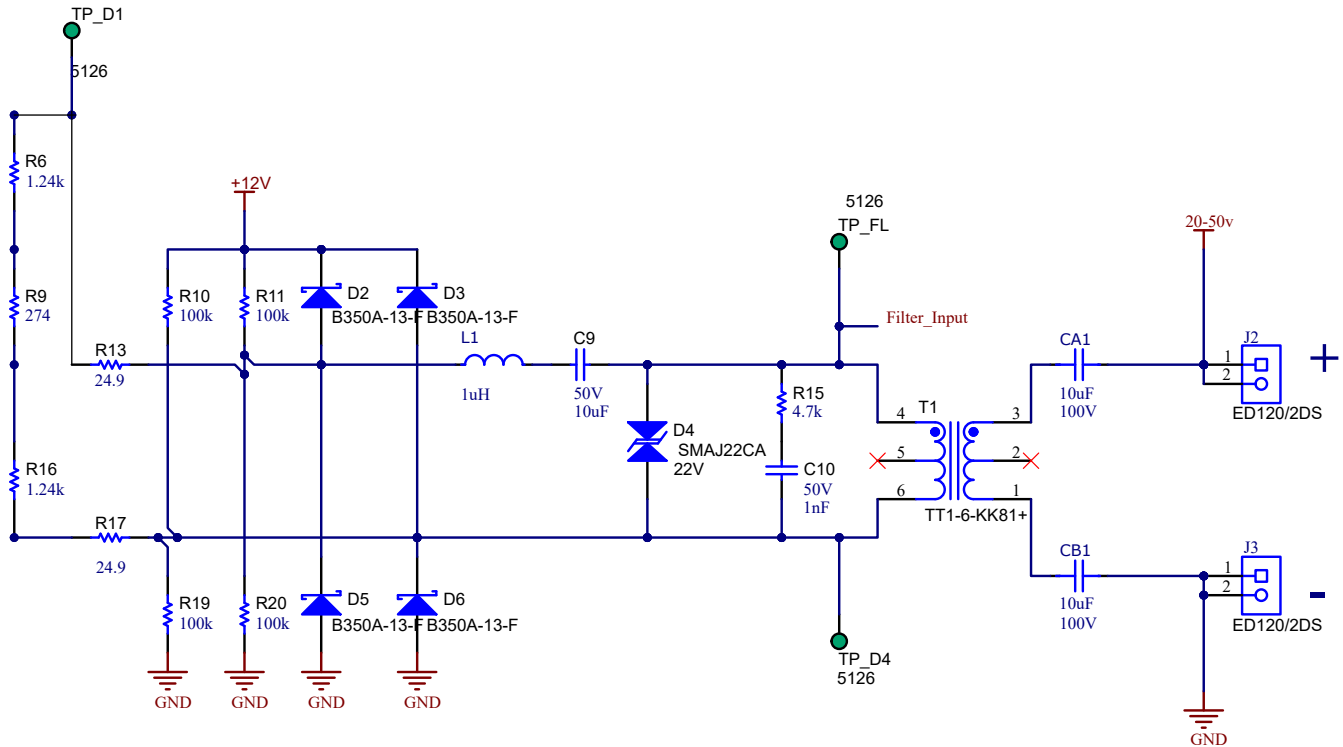 TP_D1
5126
R6
1.24k
+12V
5126
TP_FL
20-50v
R9
274
R10
100k
R11
100k
D2
B350A-13-F
D3
B350A-13-F
Filter_Input
L1
1uH
C9
50V
10uF
R13
24.9
CA1
10uF
100V
J2
1
2
ED120/2DS
+
R15
4.7k
D4
SMAJ22CA
22V
C10
50V
1nF
T1
4
5
6
3
2
1
TT1-6-KK81+
R16
1.24k
R17
24.9
CB1
10uF
100V
J3
1
2
ED120/2DS
-
R19
100k
R20
100k
D5
B350A-13-F
D6
B350A-13-F
TP_D4
5126
GND
GND
GND
GND
GND